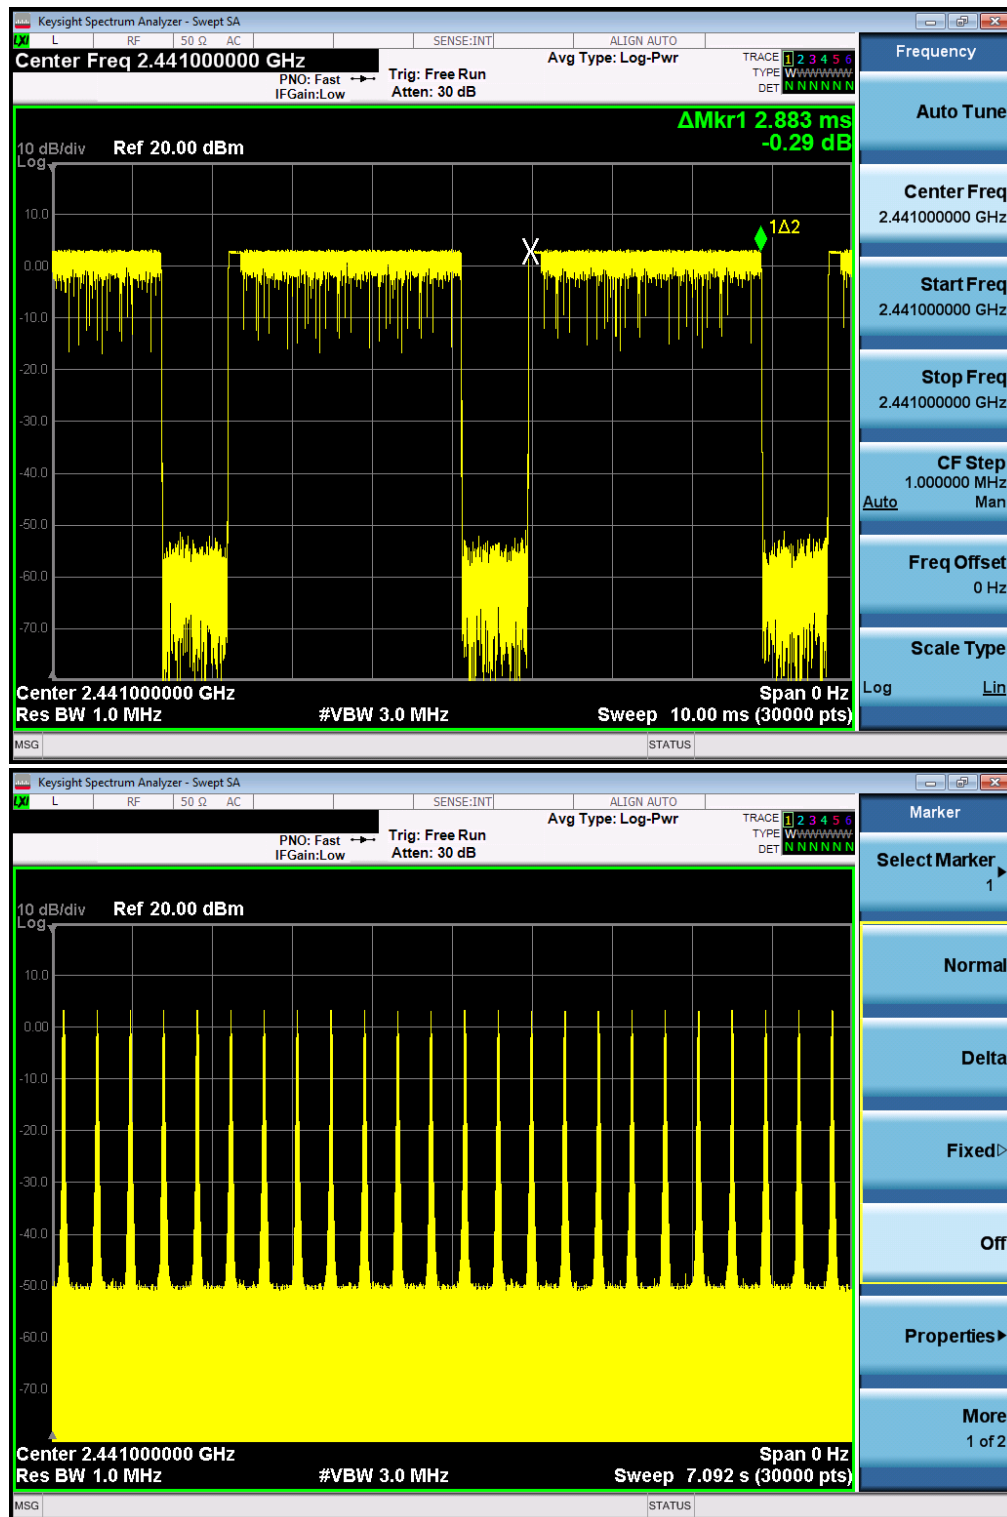 Keysight Spectrum Analyzer - Swept SA
LXI L RF 50 Ω AC SENSE:INT ALIGN AUTO
Center Freq 2.441000000 GHz
PNO: Fast
IFGain:Low
Trig: Free Run
Atten: 30 dB
Avg Type: Log-Pwr
TRACE 1 2 3 4 5 6
TYPE WWWWWW
DET N N N N N N
ΔMkr1 2.883 ms
-0.29 dB
10 dB/div Ref 20.00 dBm
Log
10.0
1Δ2
0.00
-10.0
-20.0
-30.0
-40.0
-50.0
-60.0
-70.0
Center 2.441000000 GHz Span 0 Hz
Res BW 1.0 MHz #VBW 3.0 MHz Sweep 10.00 ms (30000 pts)
MSG STATUS
Frequency
Auto Tune
Center Freq
2.441000000 GHz
Start Freq
2.441000000 GHz
Stop Freq
2.441000000 GHz
CF Step
1.000000 MHz
Auto Man
Freq Offset
0 Hz
Scale Type
Log Lin
Keysight Spectrum Analyzer - Swept SA
LXI L RF 50 Ω AC SENSE:INT ALIGN AUTO
PNO: Fast
IFGain:Low
Trig: Free Run
Atten: 30 dB
Avg Type: Log-Pwr
TRACE 1 2 3 4 5 6
TYPE WWWWWW
DET N N N N N N
10 dB/div Ref 20.00 dBm
Log
10.0
0.00
-10.0
-20.0
-30.0
-40.0
-50.0
-60.0
-70.0
Center 2.441000000 GHz Span 0 Hz
Res BW 1.0 MHz #VBW 3.0 MHz Sweep 7.092 s (30000 pts)
MSG STATUS
Marker
Select Marker
1
Normal
Delta
Fixed
Off
Properties
More
1 of 2